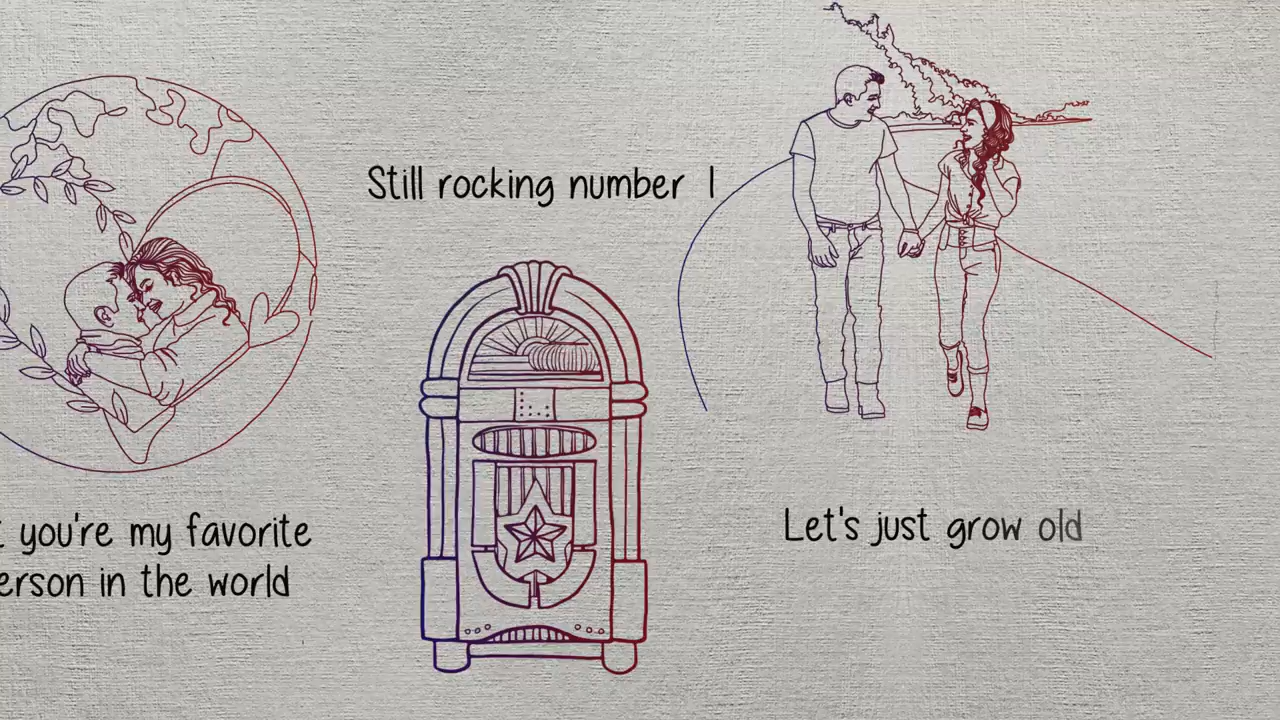 t you're my favorite
erson in the world
Still rocking number 1
Let's just grow old